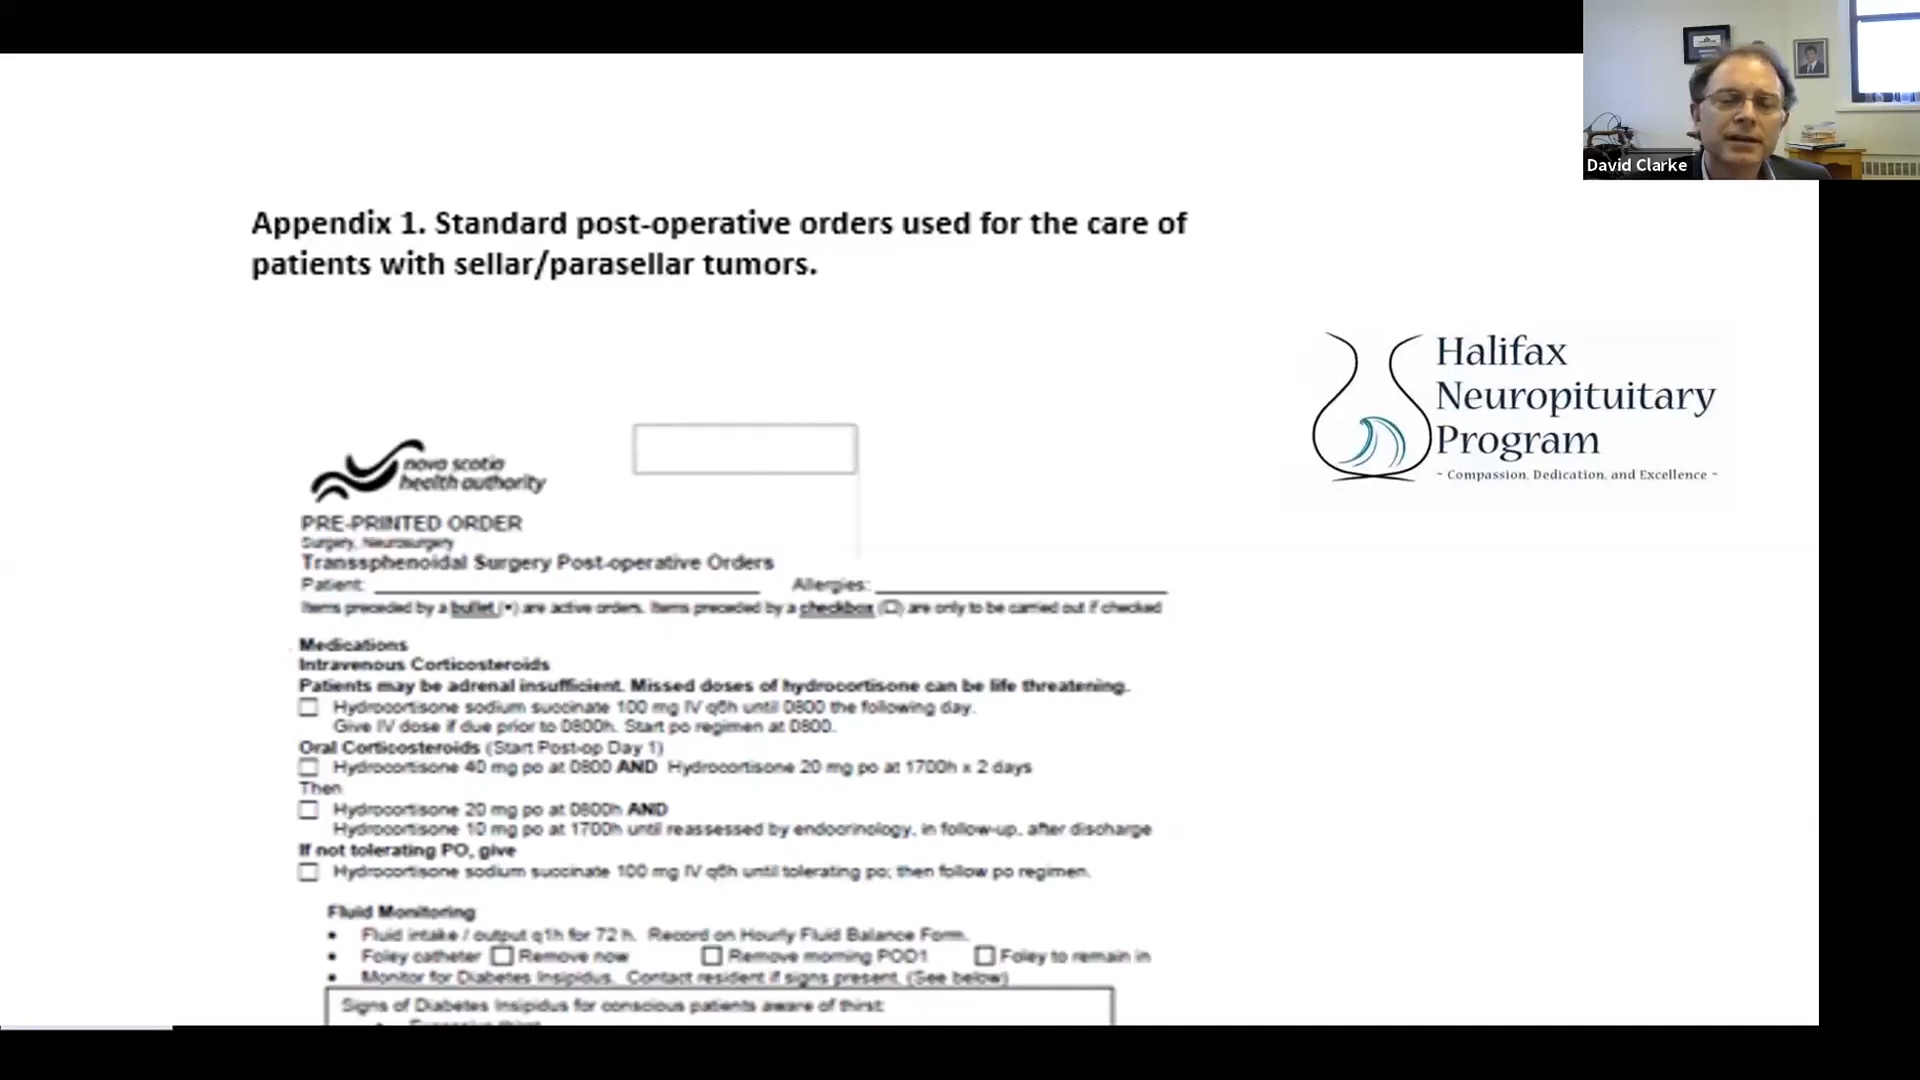 David Clarke
Appendix 1. Standard post-operative orders used for the care of
patients with sellar/parasellar tumors.
Halifax
Neuropituitary
Program
~ Compassion, Dedication, and Excellence ~
nova scotia
health authority
PRE-PRINTED ORDER
Surgery, Neurosurgery
Transsphenoidal Surgery Post-operative Orders
Patient: Allergies:
Items preceded by a bullet (•) are active orders. Items preceded by a checkbox (☐) are only to be carried out if checked
Medications
Intravenous Corticosteroids
Patients may be adrenal insufficient. Missed doses of hydrocortisone can be life threatening.
☐ Hydrocortisone sodium succinate 100 mg IV q6h until 0800 the following day.
Give IV dose if due prior to 0800h. Start po regimen at 0800.
Oral Corticosteroids (Start Post-op Day 1)
☐ Hydrocortisone 40 mg po at 0800 AND Hydrocortisone 20 mg po at 1700h x 2 days
Then
☐ Hydrocortisone 20 mg po at 0800h AND
Hydrocortisone 10 mg po at 1700h until reassessed by endocrinology, in follow-up, after discharge
If not tolerating PO, give
☐ Hydrocortisone sodium succinate 100 mg IV q6h until tolerating po; then follow po regimen.
Fluid Monitoring
• Fluid intake / output q1h for 72 h. Record on Hourly Fluid Balance Form.
• Foley catheter ☐ Remove now ☐ Remove morning POD1 ☐ Foley to remain in
• Monitor for Diabetes Insipidus. Contact resident if signs present. (See below)
Signs of Diabetes Insipidus for conscious patients aware of thirst: